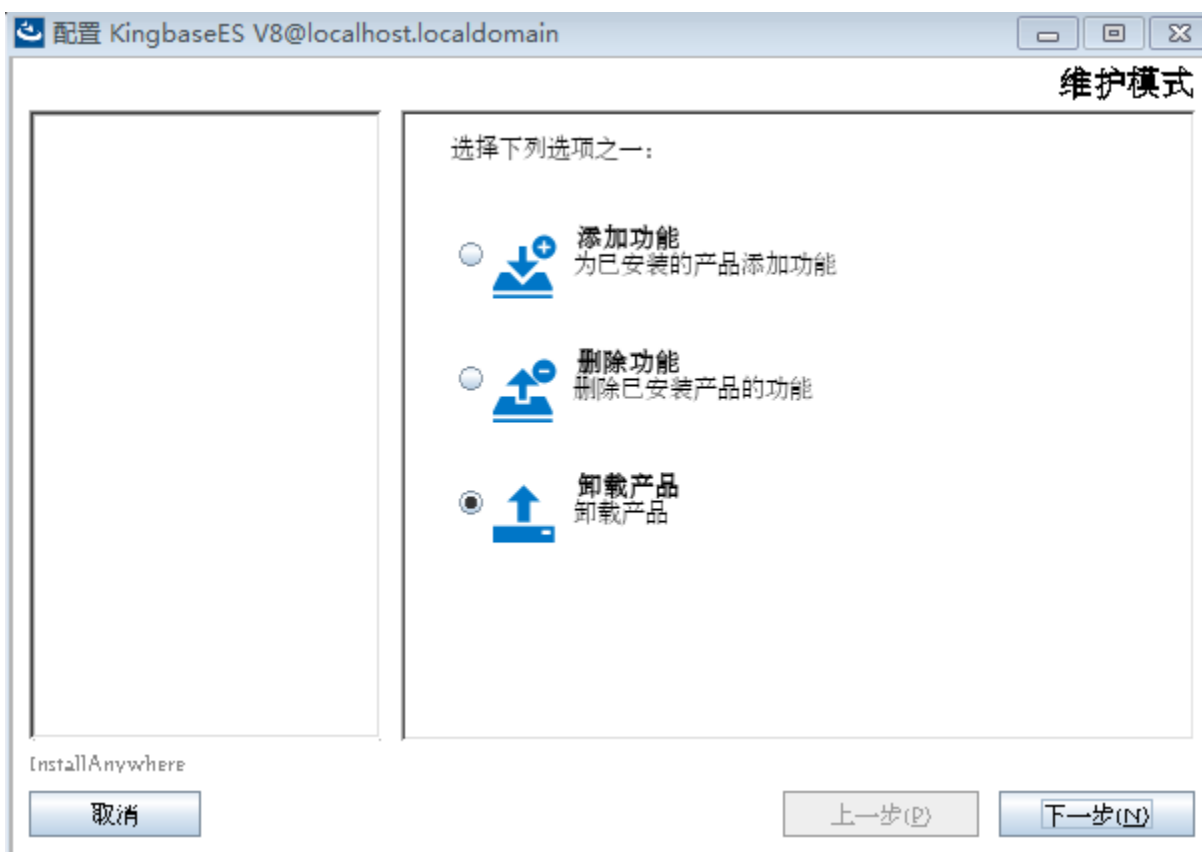 配置 KingbaseES V8@localhost.localdomain
维护模式
选择下列选项之一:
添加功能
为已安装的产品添加功能
删除功能
删除已安装产品的功能
卸载产品
卸载产品
InstallAnywhere
取消
上一步(P)
下一步(N)